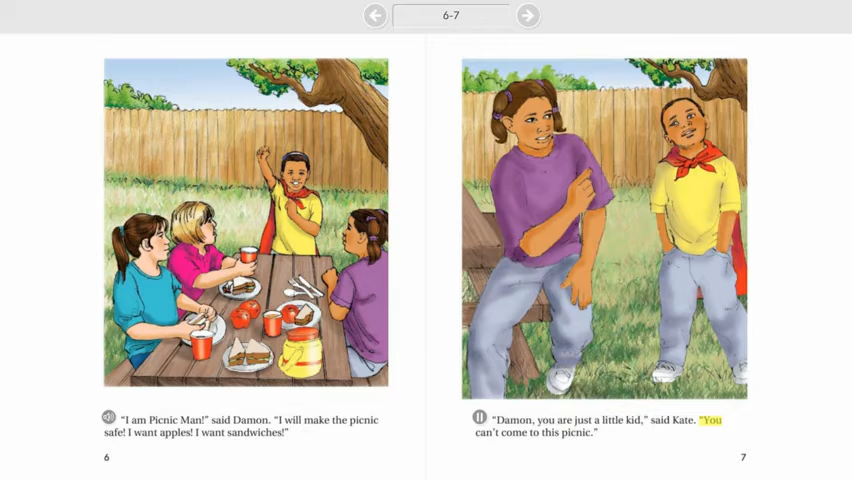 6-7
“I am Picnic Man!” said Damon. “I will make the picnic
safe! I want apples! I want sandwiches!”
6
“Damon, you are just a little kid,” said Kate. “You
can’t come to this picnic.”
7